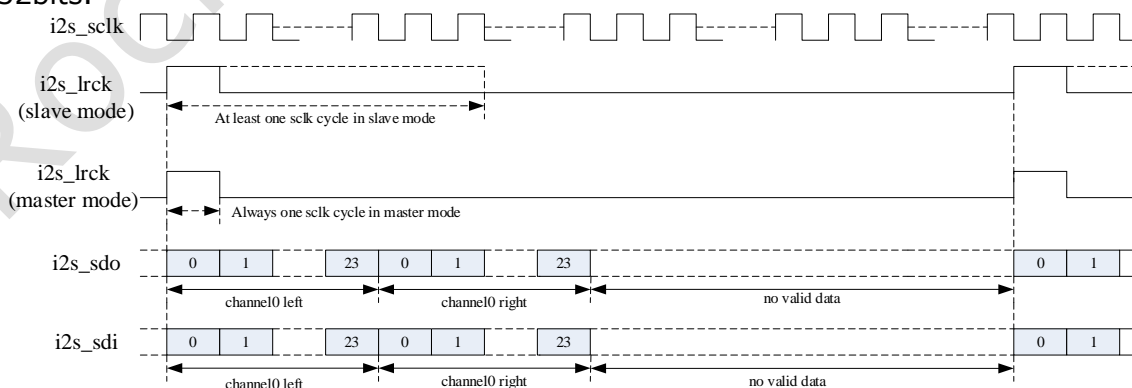 32bits.
i2s_sclk
i2s_lrck
(slave mode)
At least one sclk cycle in slave mode
i2s_lrck
(master mode)
Always one sclk cycle in master mode
i2s_sdo
0 1 23 0 1 23 0 1
channel0 left channel0 right no valid data
i2s_sdi
0 1 23 0 1 23 0 1
channel0 left channel0 right no valid data